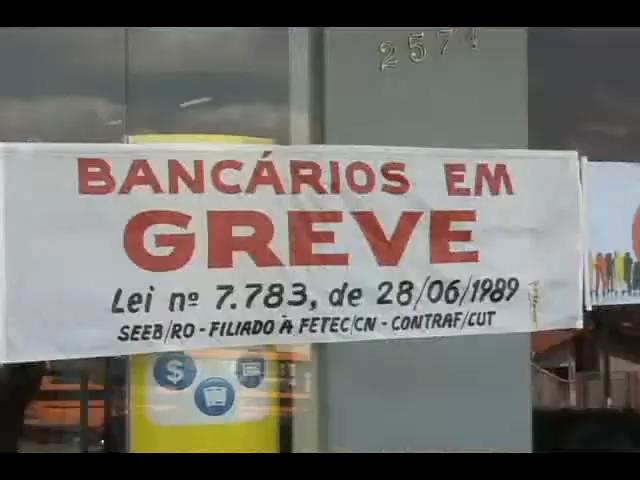 2574
BANCÁRIOS EM
GREVE
Lei nº 7.783, de 28/06/1989
SEEB/RO - FILIADO À FETEC/CN - CONTRAF/CUT
$